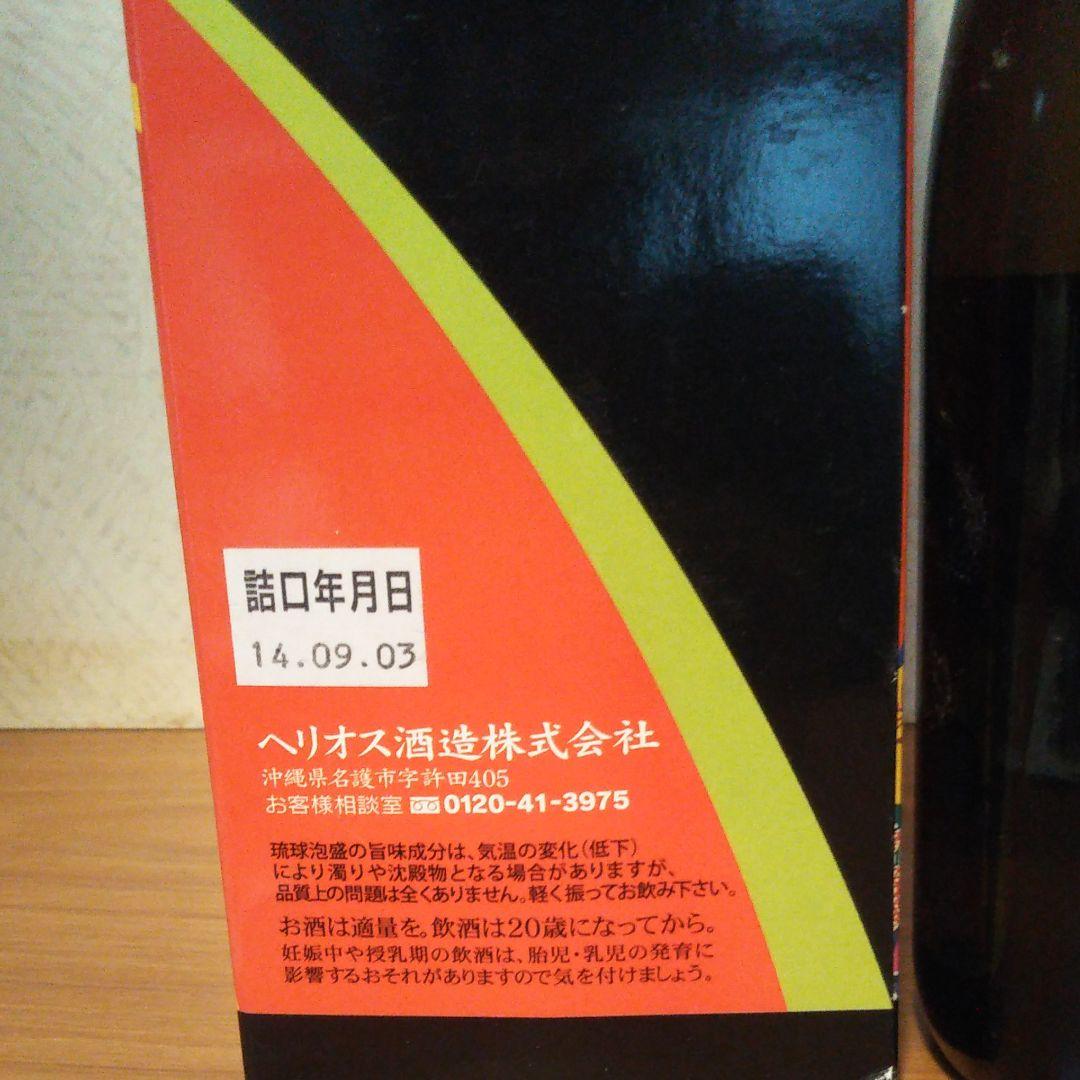 詰口年月日
14.09.03
ヘリオス酒造株式会社
沖縄県名護市字許田405
お客様相談室 0120-41-3975
琉球泡盛の旨味成分は、気温の変化(低下)
により濁りや沈殿物となる場合がありますが、
品質上の問題は全くありません。軽く振ってお飲み下さい。
お酒は適量を。飲酒は20歳になってから。
妊娠中や授乳期の飲酒は、胎児・乳児の発育に
影響するおそれがありますので気を付けましょう。